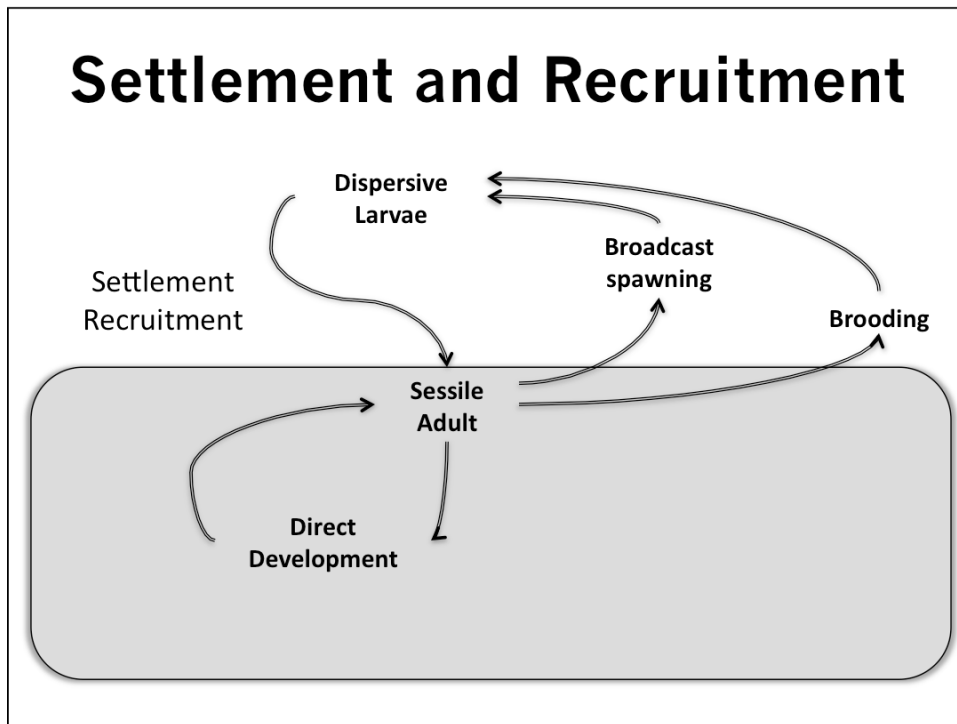 Settlement and Recruitment
Dispersive
Larvae
Broadcast
spawning
Settlement
Recruitment
Brooding
Sessile
Adult
Direct
Development